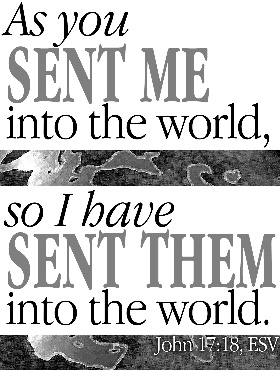 As you
SENT ME
into the world,
so I have
SENT THEM
into the world.
John 17:18, ESV